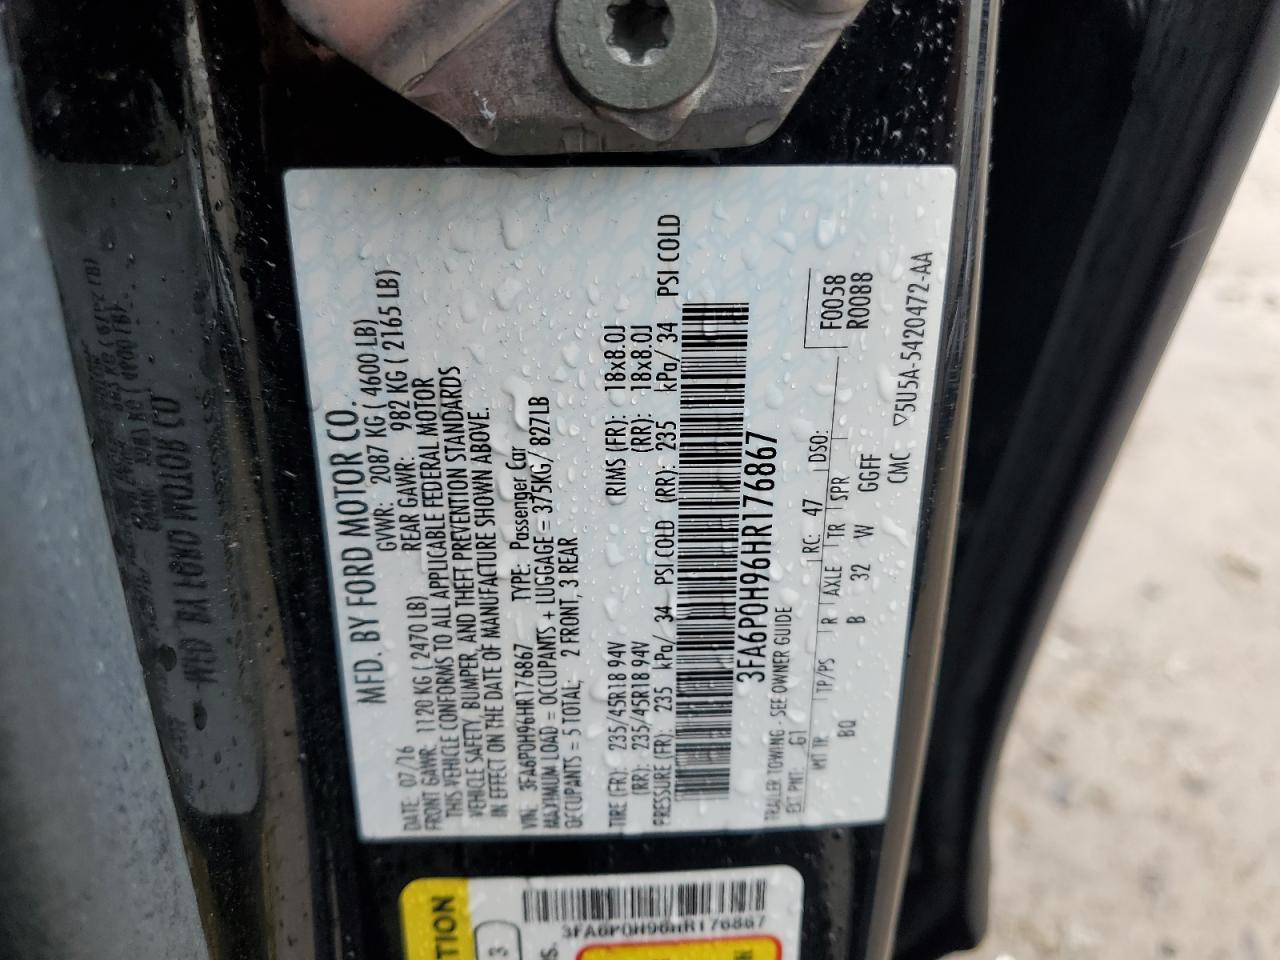 MFD. BY FORD MOTOR CO.
DATE: 07/16 GVWR: 2087 KG ( 4600 LB)
FRONT GAWR: 1120 KG ( 2470 LB) REAR GAWR: 982 KG ( 2165 LB)
THIS VEHICLE CONFORMS TO ALL APPLICABLE FEDERAL MOTOR
VEHICLE SAFETY, BUMPER, AND THEFT PREVENTION STANDARDS
IN EFFECT ON THE DATE OF MANUFACTURE SHOWN ABOVE.
VIN: 3FA6P0H96HR176867 TYPE: Passenger Car
MAXIMUM LOAD = OCCUPANTS + LUGGAGE = 375KG / 827LB
OCCUPANTS = 5 TOTAL; 2 FRONT, 3 REAR
TIRE (FR): 235/45R18 94V RIMS (FR): 18x8.0J
(RR): 235/45R18 94V (RR): 18x8.0J
PRESSURE (FR): 235 kPa/ 34 PSI COLD (RR): 235 kPa/ 34 PSI COLD
3FA6P0H96HR176867
TRAILER TOWING - SEE OWNER GUIDE
EXT PNT: G1 RC: 47 DSO: F0058
R0088
INT TR TP/PS R AXLE TR SPR
BQ B 32 W GGFF
CMC ▽5U5A-5420472-AA
3FA6P0H96HR176867
3